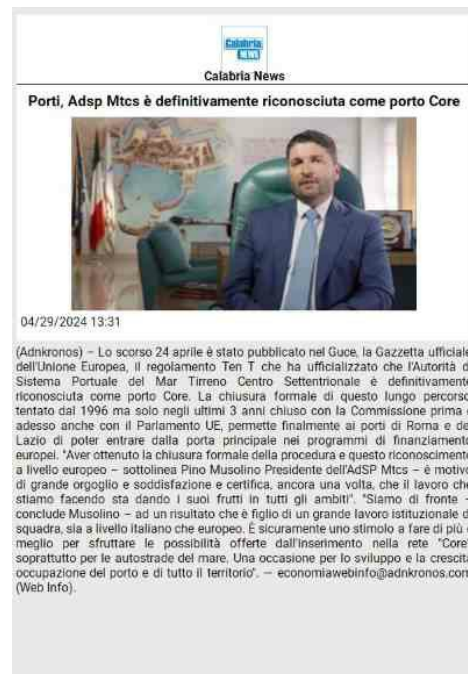 Calabria
NEWS
Calabria News
Porti, Adsp Mtcs è definitivamente riconosciuta come porto Core
04/29/2024 13:31
(Adnkronos) – Lo scorso 24 aprile è stato pubblicato nel Guce, la Gazzetta ufficiale
dell'Unione Europea, il regolamento Ten T che ha ufficializzato che l'Autorità d
Sistema Portuale del Mar Tirreno Centro Settentrionale è definitivamente
riconosciuta come porto Core. La chiusura formale di questo lungo percorso
tentato dal 1996 ma solo negli ultimi 3 anni chiuso con la Commissione prima e
adesso anche con il Parlamento UE, permette finalmente ai porti di Roma e de
Lazio di poter entrare dalla porta principale nei programmi di finanziamento
europei. "Aver ottenuto la chiusura formale della procedura e questo riconoscimento
a livello europeo – sottolinea Pino Musolino Presidente dell'AdSP Mtcs – è motivo
di grande orgoglio e soddisfazione e certifica, ancora una volta, che il lavoro che
stiamo facendo sta dando i suoi frutti in tutti gli ambiti". "Siamo di fronte –
conclude Musolino – ad un risultato che è figlio di un grande lavoro istituzionale d
squadra, sia a livello italiano che europeo. È sicuramente uno stimolo a fare di più e
meglio per sfruttare le possibilità offerte dall'inserimento nella rete "Core"
soprattutto per le autostrade del mare. Una occasione per lo sviluppo e la crescita
occupazione del porto e di tutto il territorio". — economiawebinfo@adnkronos.com
(Web Info).